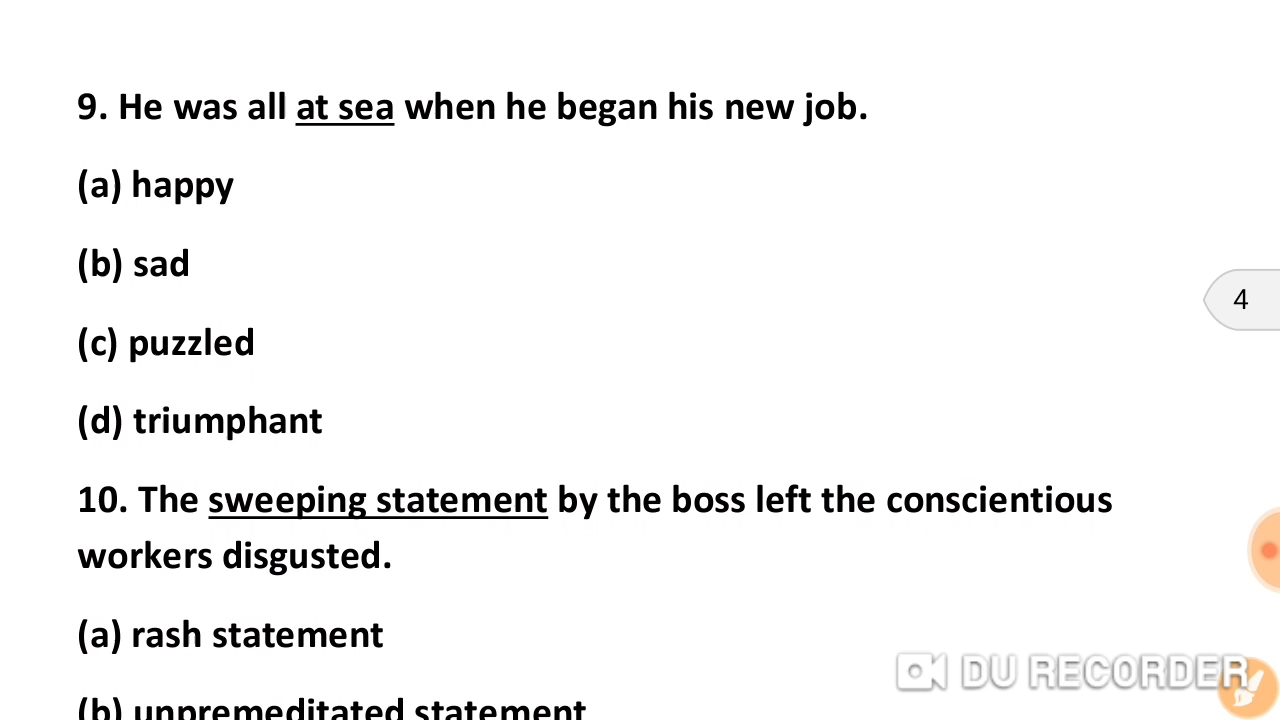 9. He was all at sea when he began his new job.
(a) happy
(b) sad
4
(c) puzzled
(d) triumphant
10. The sweeping statement by the boss left the conscientious
workers disgusted.
(a) rash statement
(b) unpremeditated statement
DU RECORDER